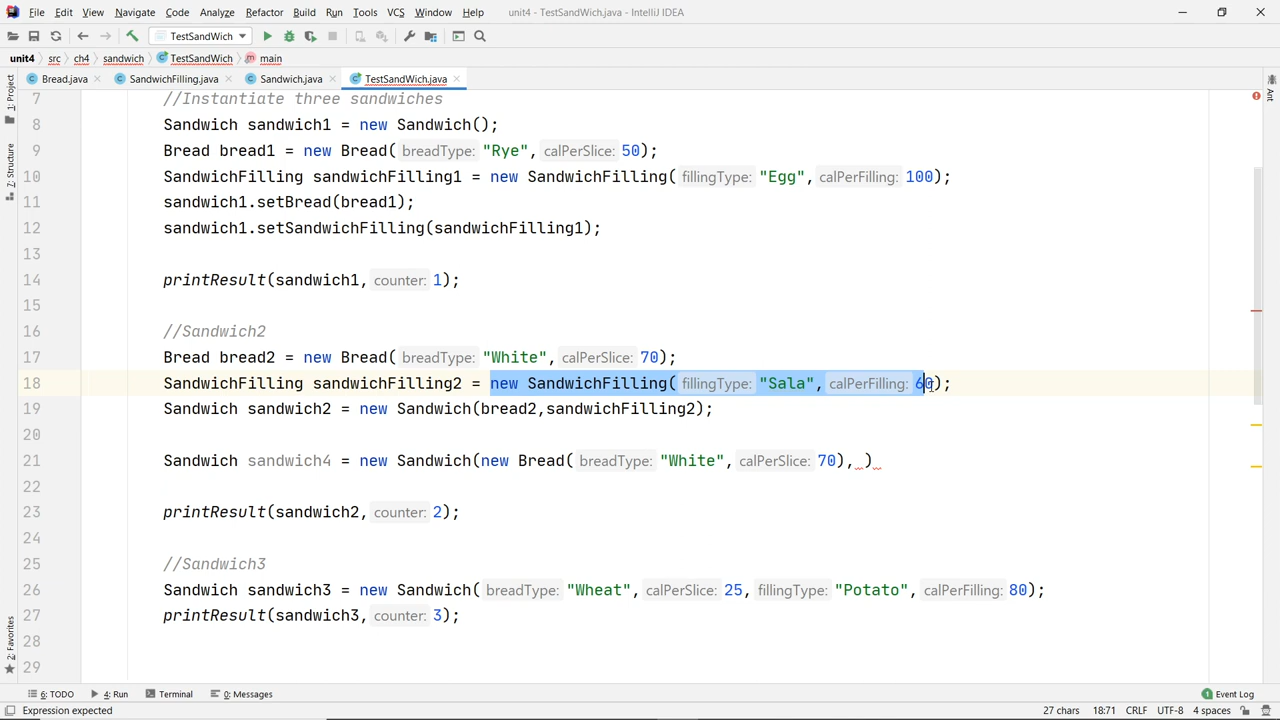 File Edit View Navigate Code Analyze Refactor Build Run Tools VCS Window Help unit4 - TestSandWich.java - IntelliJ IDEA
TestSandWich
unit4 src ch4 sandwich TestSandWich main
Bread.java SandwichFilling.java Sandwich.java TestSandWich.java
1: Project
Z: Structure
2: Favorites
Ant
7 //Instantiate three sandwiches
8 Sandwich sandwich1 = new Sandwich();
9 Bread bread1 = new Bread( breadType: "Rye", calPerSlice: 50);
10 SandwichFilling sandwichFilling1 = new SandwichFilling( fillingType: "Egg", calPerFilling: 100);
11 sandwich1.setBread(bread1);
12 sandwich1.setSandwichFilling(sandwichFilling1);
13
14 printResult(sandwich1, counter: 1);
15
16 //Sandwich2
17 Bread bread2 = new Bread( breadType: "White", calPerSlice: 70);
18 SandwichFilling sandwichFilling2 = new SandwichFilling( fillingType: "Sala", calPerFilling: 60);
19 Sandwich sandwich2 = new Sandwich(bread2,sandwichFilling2);
20
21 Sandwich sandwich4 = new Sandwich(new Bread( breadType: "White", calPerSlice: 70), )
22
23 printResult(sandwich2, counter: 2);
24
25 //Sandwich3
26 Sandwich sandwich3 = new Sandwich( breadType: "Wheat", calPerSlice: 25, fillingType: "Potato", calPerFilling: 80);
27 printResult(sandwich3, counter: 3);
28
29
6: TODO 4: Run Terminal 0: Messages 1 Event Log
Expression expected 27 chars 18:71 CRLF UTF-8 4 spaces